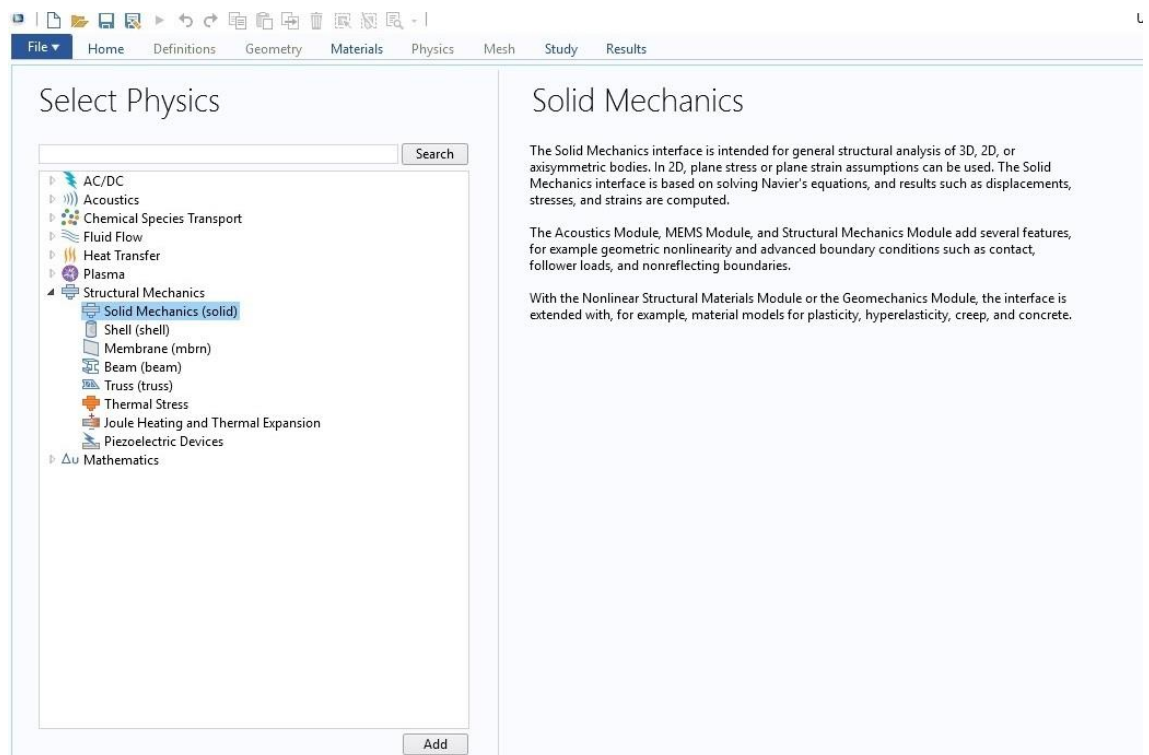 U
File Home Definitions Geometry Materials Physics Mesh Study Results
Select Physics
Search
AC/DC
Acoustics
Chemical Species Transport
Fluid Flow
Heat Transfer
Plasma
Structural Mechanics
Solid Mechanics (solid)
Shell (shell)
Membrane (mbrn)
Beam (beam)
Truss (truss)
Thermal Stress
Joule Heating and Thermal Expansion
Piezoelectric Devices
Δu Mathematics
Add
Solid Mechanics
The Solid Mechanics interface is intended for general structural analysis of 3D, 2D, or
axisymmetric bodies. In 2D, plane stress or plane strain assumptions can be used. The Solid
Mechanics interface is based on solving Navier's equations, and results such as displacements,
stresses, and strains are computed.
The Acoustics Module, MEMS Module, and Structural Mechanics Module add several features,
for example geometric nonlinearity and advanced boundary conditions such as contact,
follower loads, and nonreflecting boundaries.
With the Nonlinear Structural Materials Module or the Geomechanics Module, the interface is
extended with, for example, material models for plasticity, hyperelasticity, creep, and concrete.